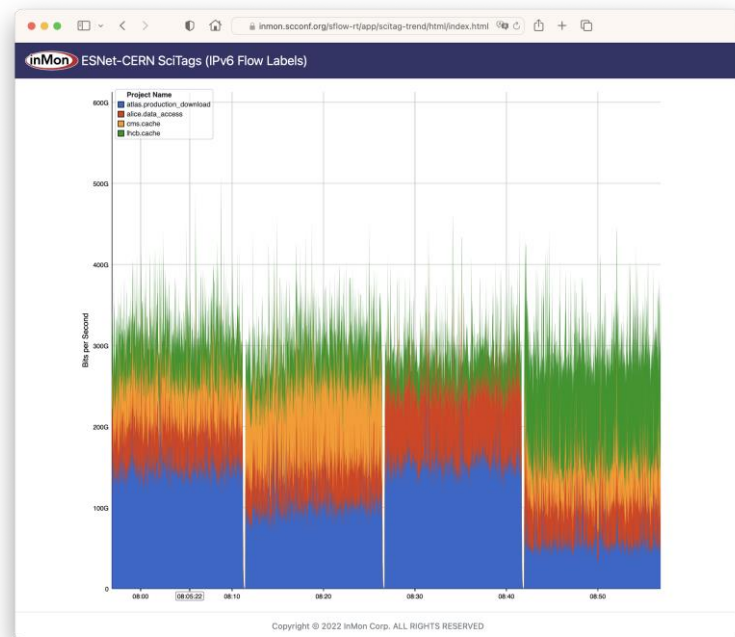 inmon.scconf.org/sflow-rt/app/scitag-trend/html/index.html
inMon ESNet-CERN SciTags (IPv6 Flow Labels)
Project Name
atlas.production_download
alice.data_access
cms.cache
lhcb.cache
600G
500G
400G
300G
200G
100G
0
Bits per Second
08:00
08:05:22
08:10
08:20
08:30
08:40
08:50
Copyright © 2022 InMon Corp. ALL RIGHTS RESERVED